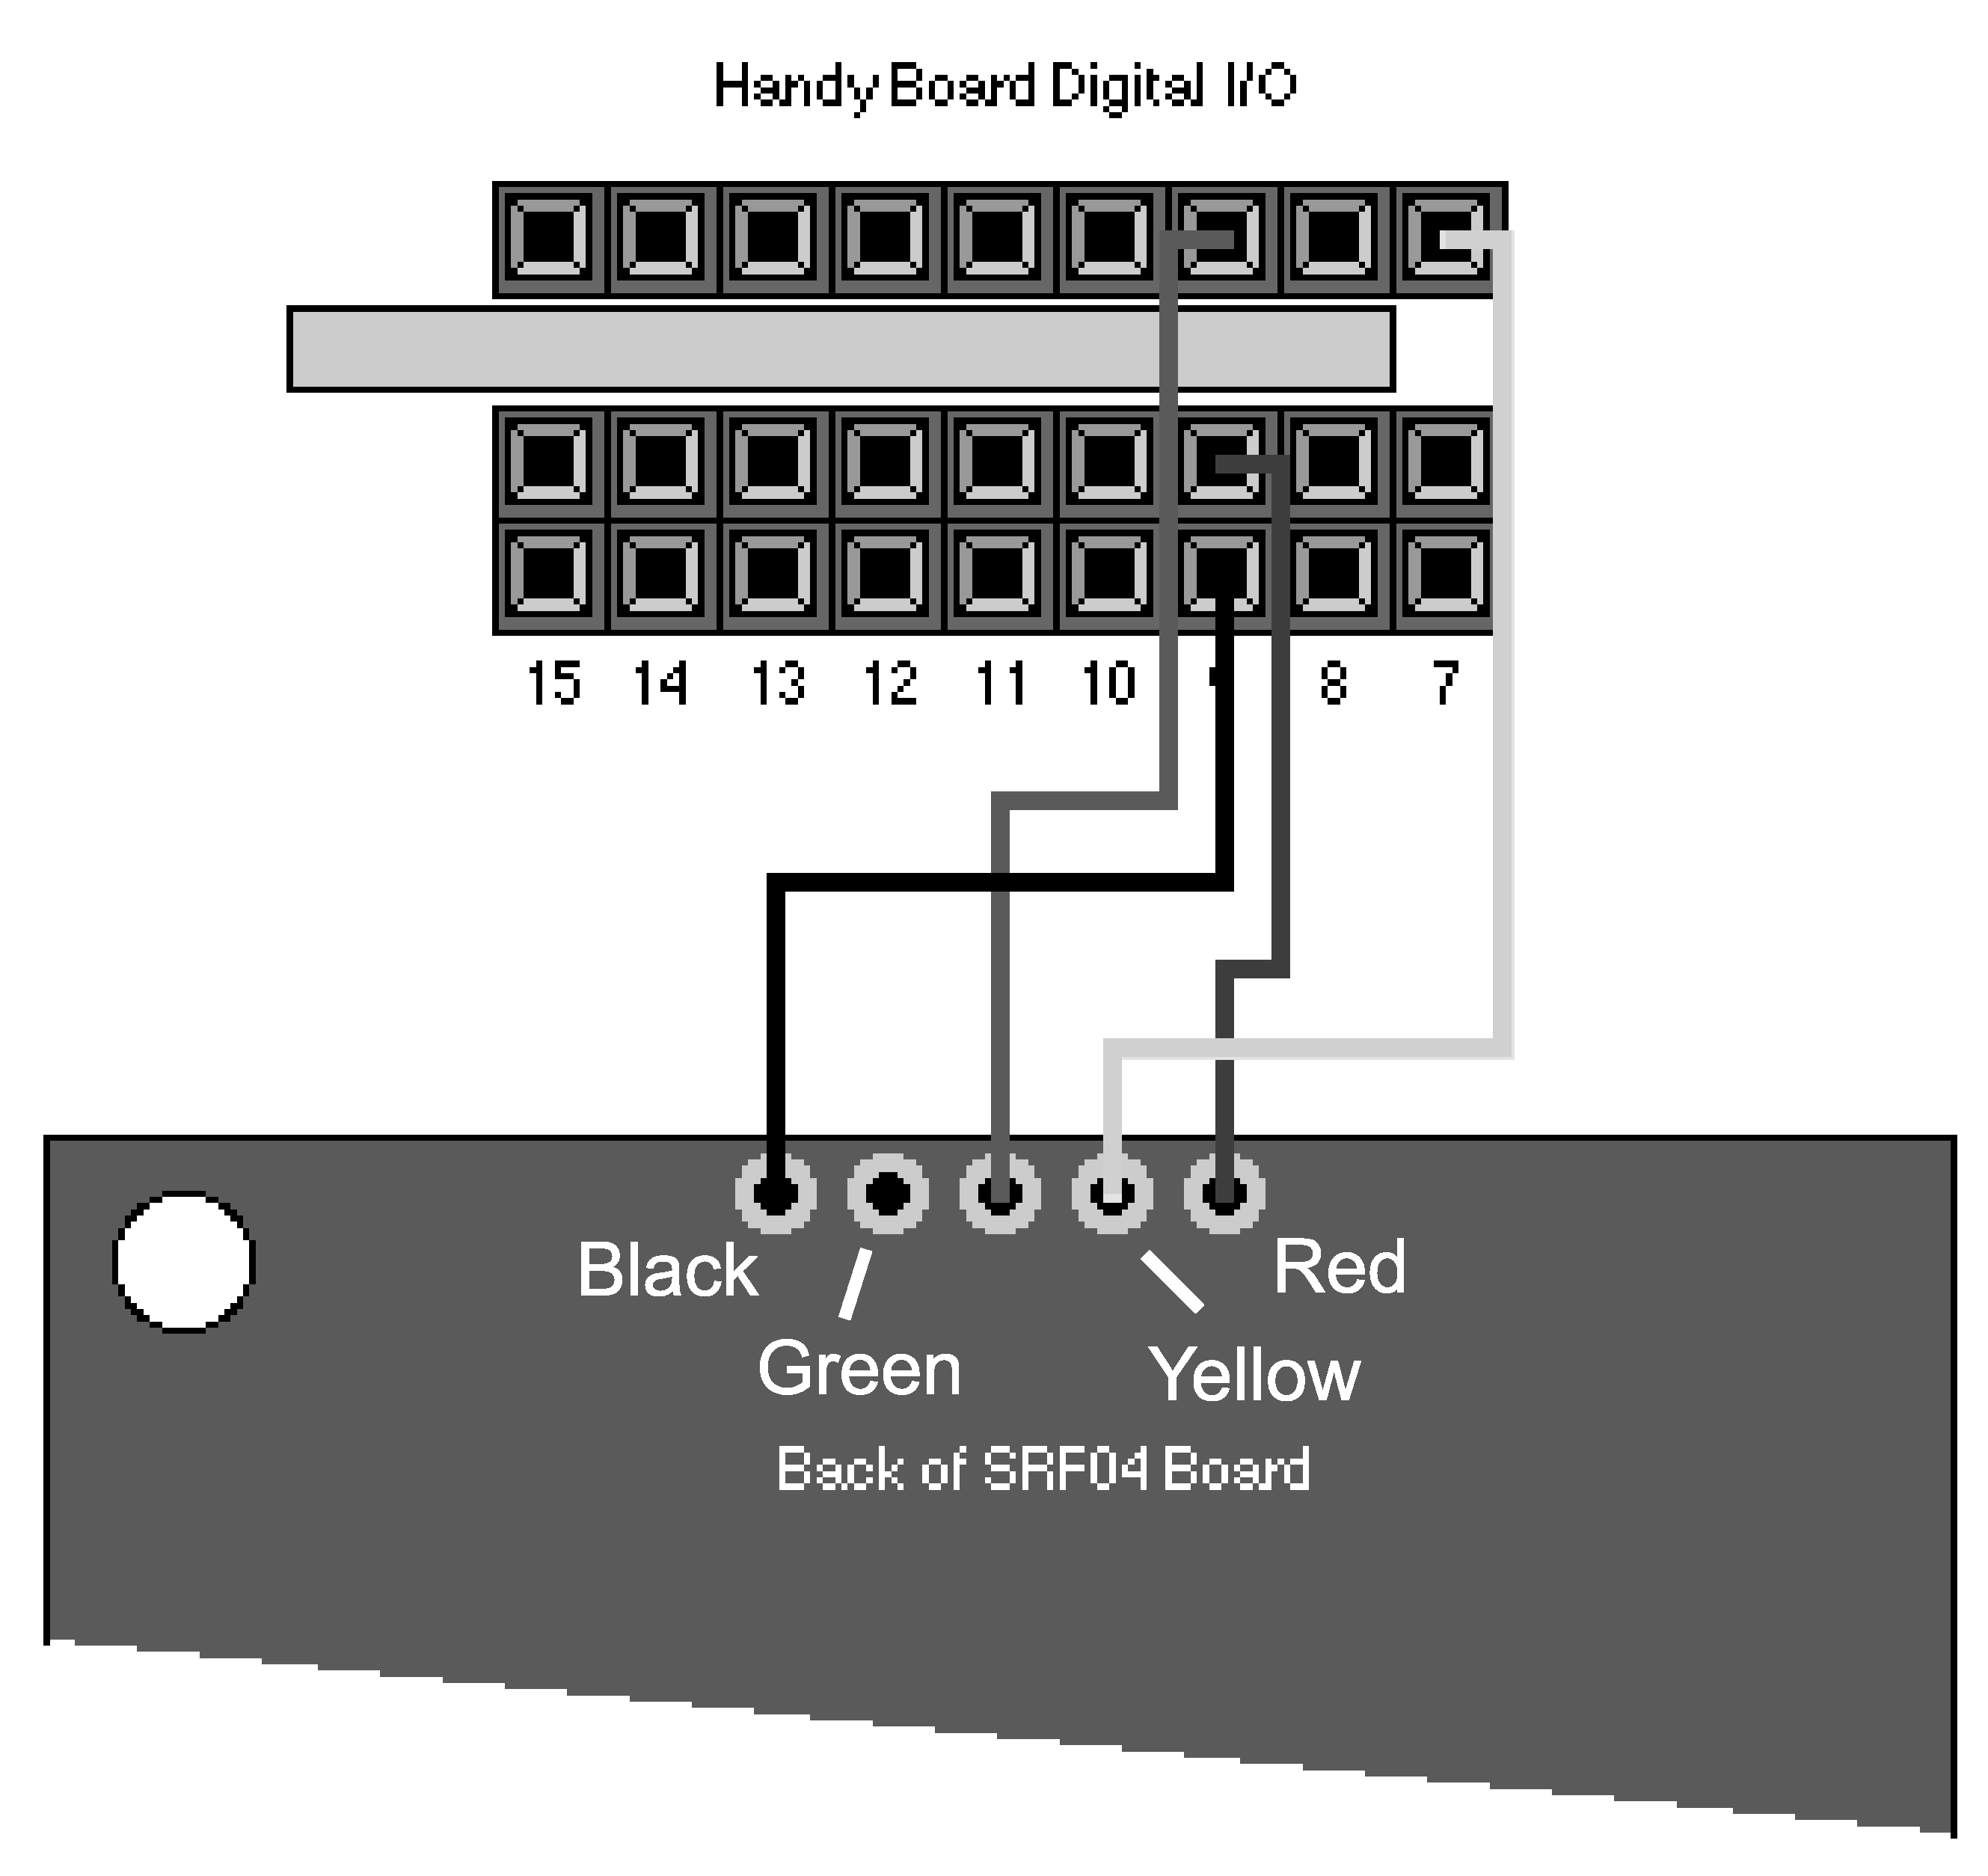 Handy Board Digital I/O
15 14 13 12 11 10 8 7
Black
Red
Green
Yellow
Back of SRF04 Board